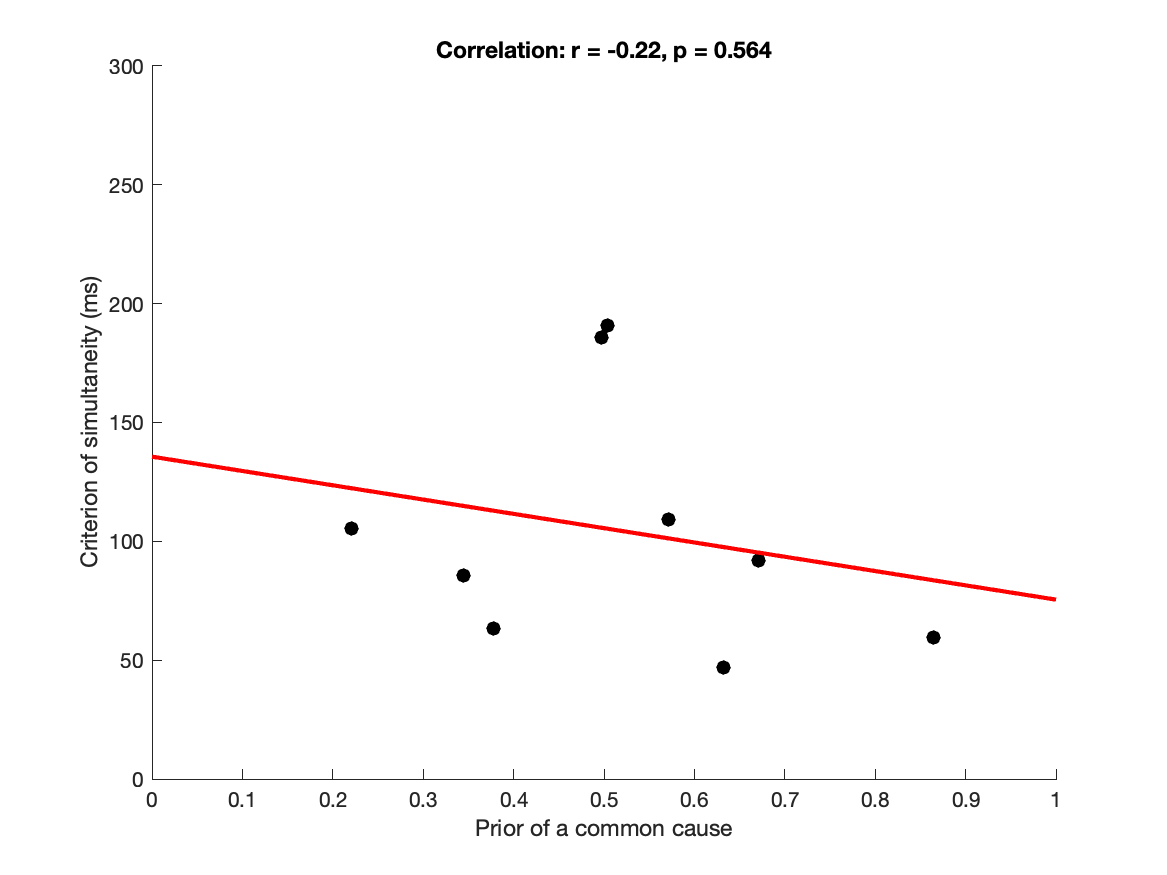 Correlation: r = -0.22, p = 0.564
300
250
200
150
100
50
0
Criterion of simultaneity (ms)
0 0.1 0.2 0.3 0.4 0.5 0.6 0.7 0.8 0.9 1
Prior of a common cause